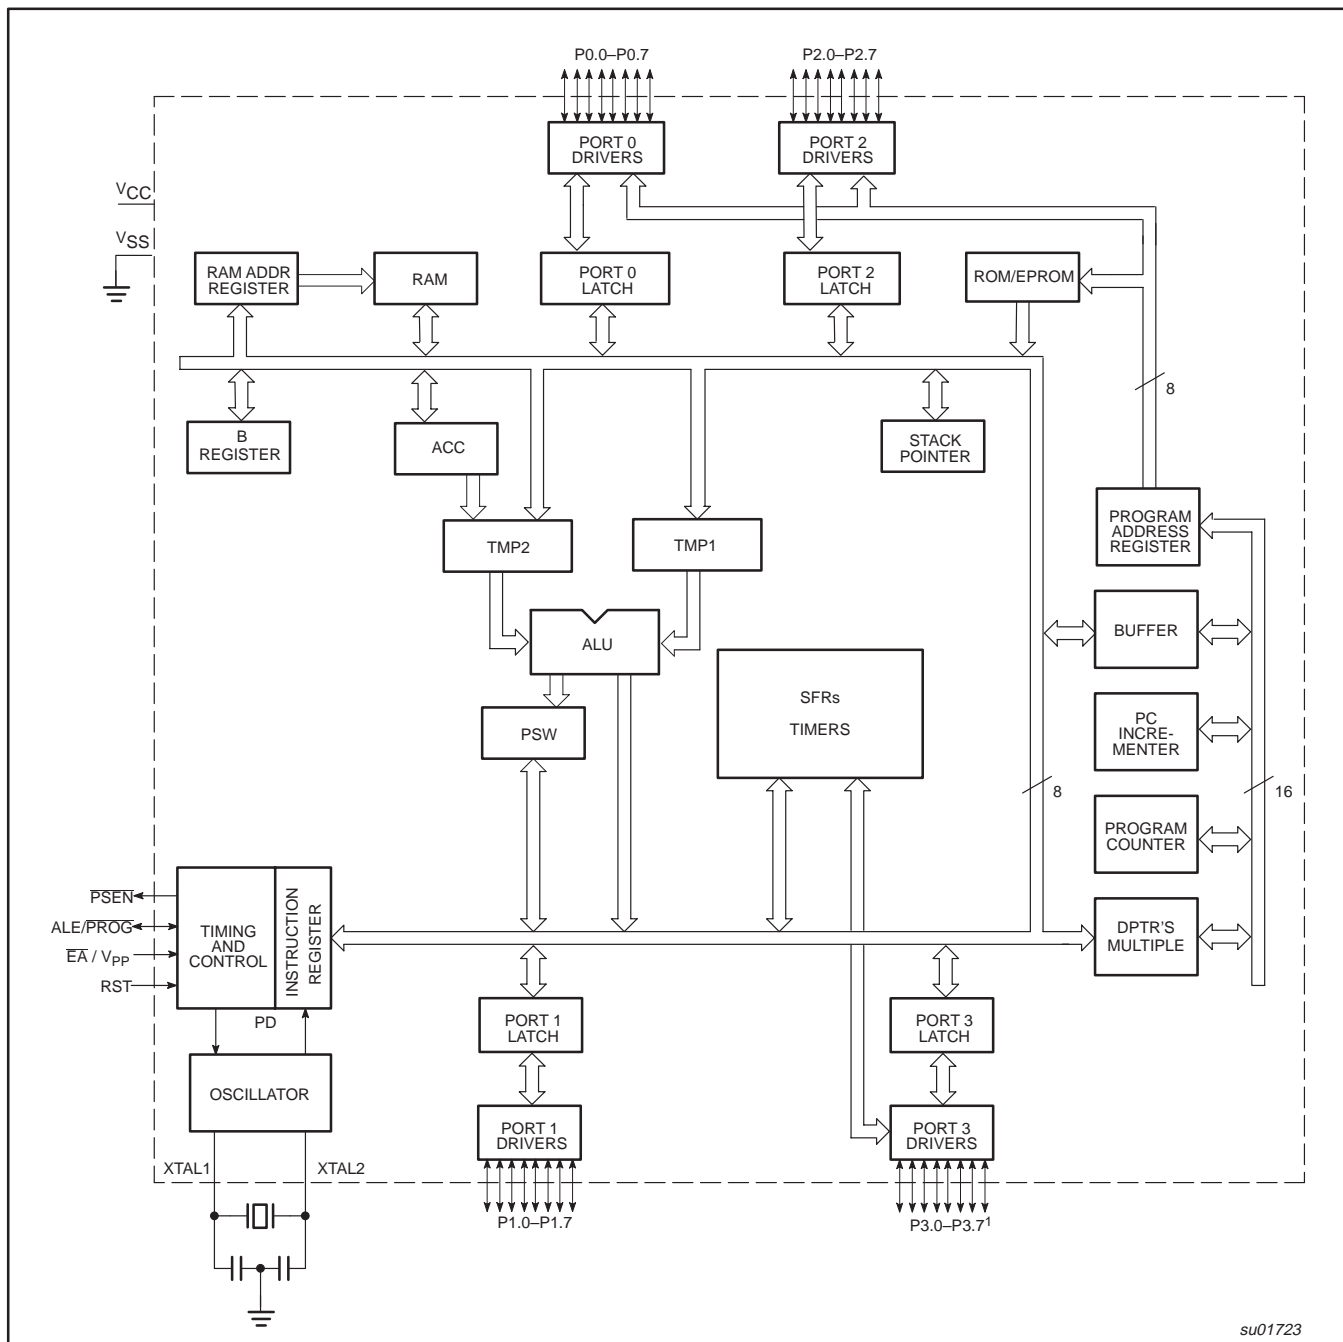 P0.0–P0.7
P2.0–P2.7
PORT 0
DRIVERS
PORT 2
DRIVERS
VCC
VSS
RAM ADDR
REGISTER
RAM
PORT 0
LATCH
PORT 2
LATCH
ROM/EPROM
8
B
REGISTER
ACC
STACK
POINTER
TMP2
TMP1
PROGRAM
ADDRESS
REGISTER
ALU
BUFFER
SFRs
TIMERS
PSW
PC
INCRE-
MENTER
8
16
PROGRAM
COUNTER
PSEN
ALE/PROG
EA / VPP
RST
TIMING
AND
CONTROL
INSTRUCTION
REGISTER
DPTR'S
MULTIPLE
PD
PORT 1
LATCH
PORT 3
LATCH
OSCILLATOR
PORT 1
DRIVERS
PORT 3
DRIVERS
XTAL1
XTAL2
P1.0–P1.7
P3.0–P3.7¹
su01723